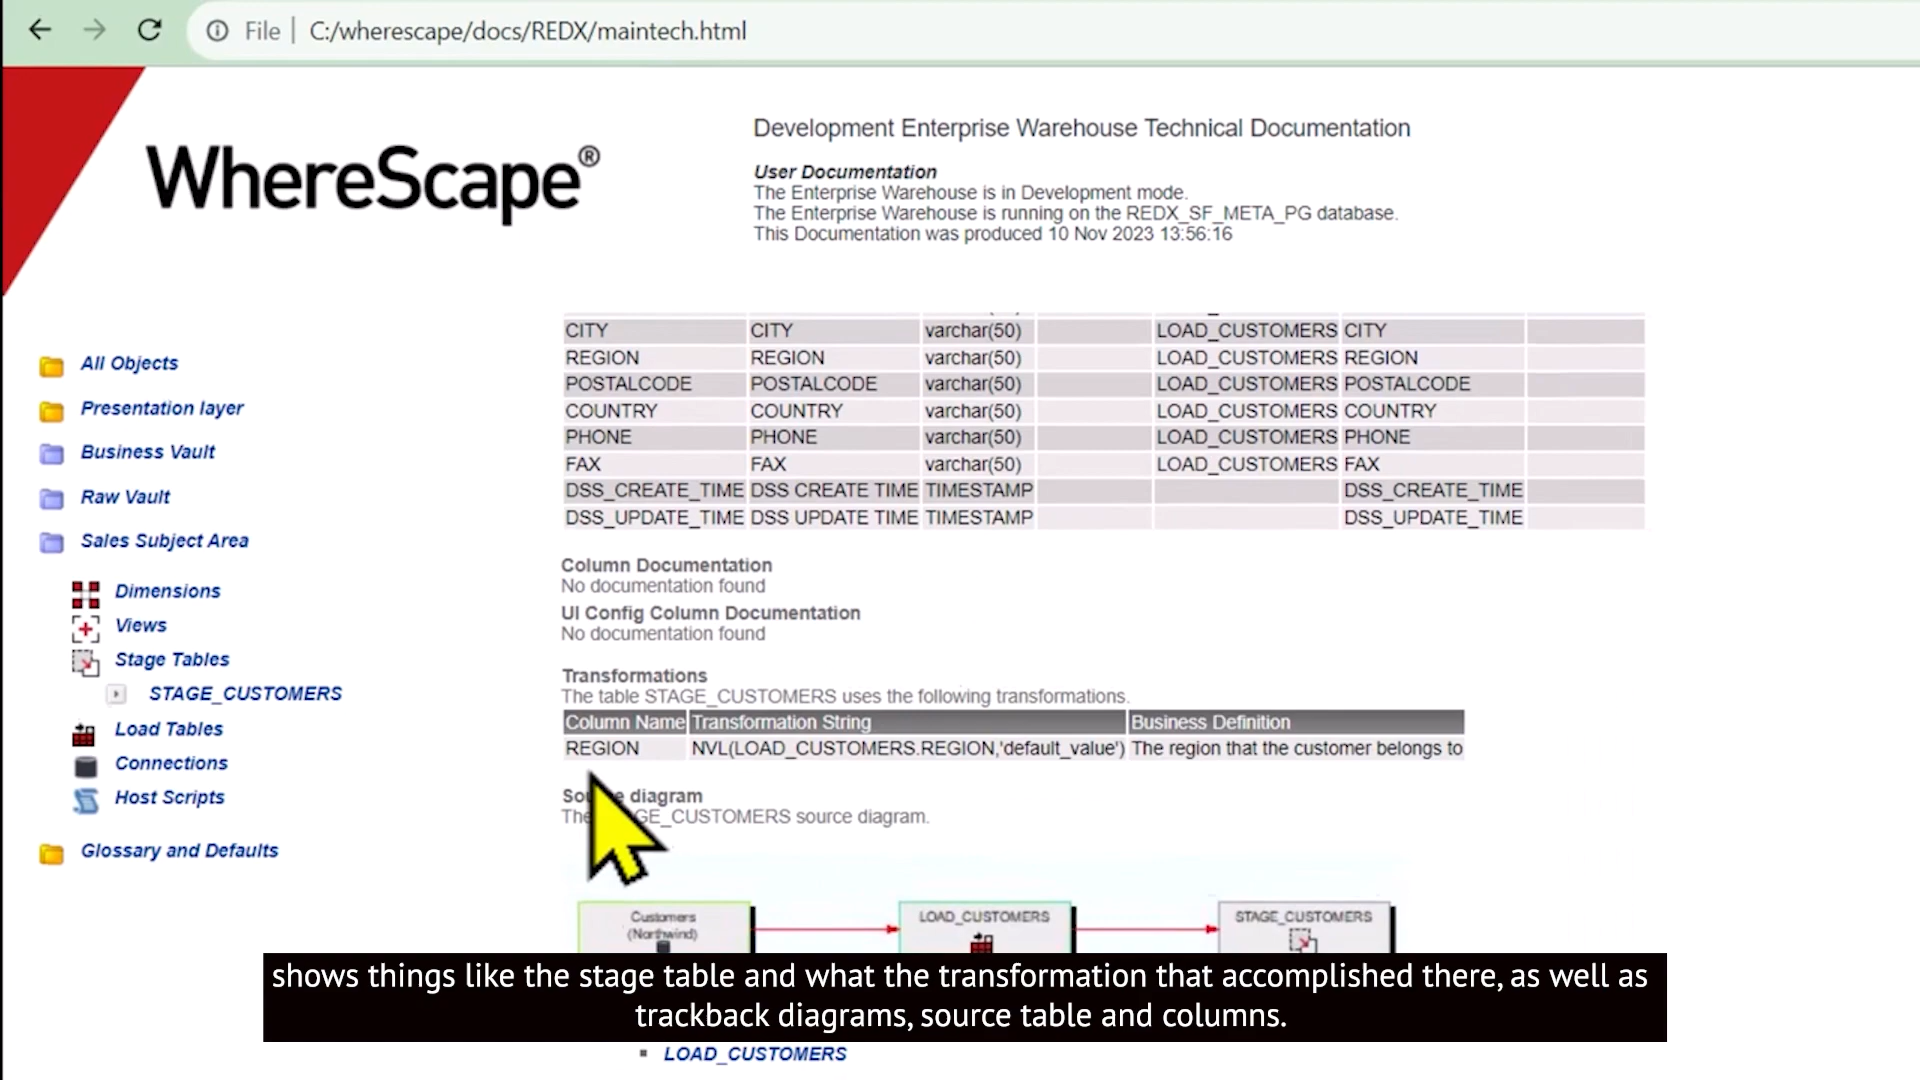 File | C:/wherescape/docs/REDX/maintech.html
WhereScape®
Development Enterprise Warehouse Technical Documentation
User Documentation
The Enterprise Warehouse is in Development mode.
The Enterprise Warehouse is running on the REDX_SF_META_PG database.
This Documentation was produced 10 Nov 2023 13:56:16
All Objects
Presentation layer
Business Vault
Raw Vault
Sales Subject Area
Dimensions
Views
Stage Tables
STAGE_CUSTOMERS
Load Tables
Connections
Host Scripts
Glossary and Defaults
CITY CITY varchar(50) LOAD_CUSTOMERS CITY
REGION REGION varchar(50) LOAD_CUSTOMERS REGION
POSTALCODE POSTALCODE varchar(50) LOAD_CUSTOMERS POSTALCODE
COUNTRY COUNTRY varchar(50) LOAD_CUSTOMERS COUNTRY
PHONE PHONE varchar(50) LOAD_CUSTOMERS PHONE
FAX FAX varchar(50) LOAD_CUSTOMERS FAX
DSS_CREATE_TIME DSS CREATE TIME TIMESTAMP DSS_CREATE_TIME
DSS_UPDATE_TIME DSS UPDATE TIME TIMESTAMP DSS_UPDATE_TIME
Column Documentation
No documentation found
UI Config Column Documentation
No documentation found
Transformations
The table STAGE_CUSTOMERS uses the following transformations.
Column Name Transformation String Business Definition
REGION NVL(LOAD_CUSTOMERS.REGION,'default_value') The region that the customer belongs to
diagram
The source diagram.
Customers
(Northwind)
LOAD_CUSTOMERS
STAGE_CUSTOMERS
shows things like the stage table and what the transformation that accomplished there, as well as
trackback diagrams, source table and columns.
LOAD_CUSTOMERS